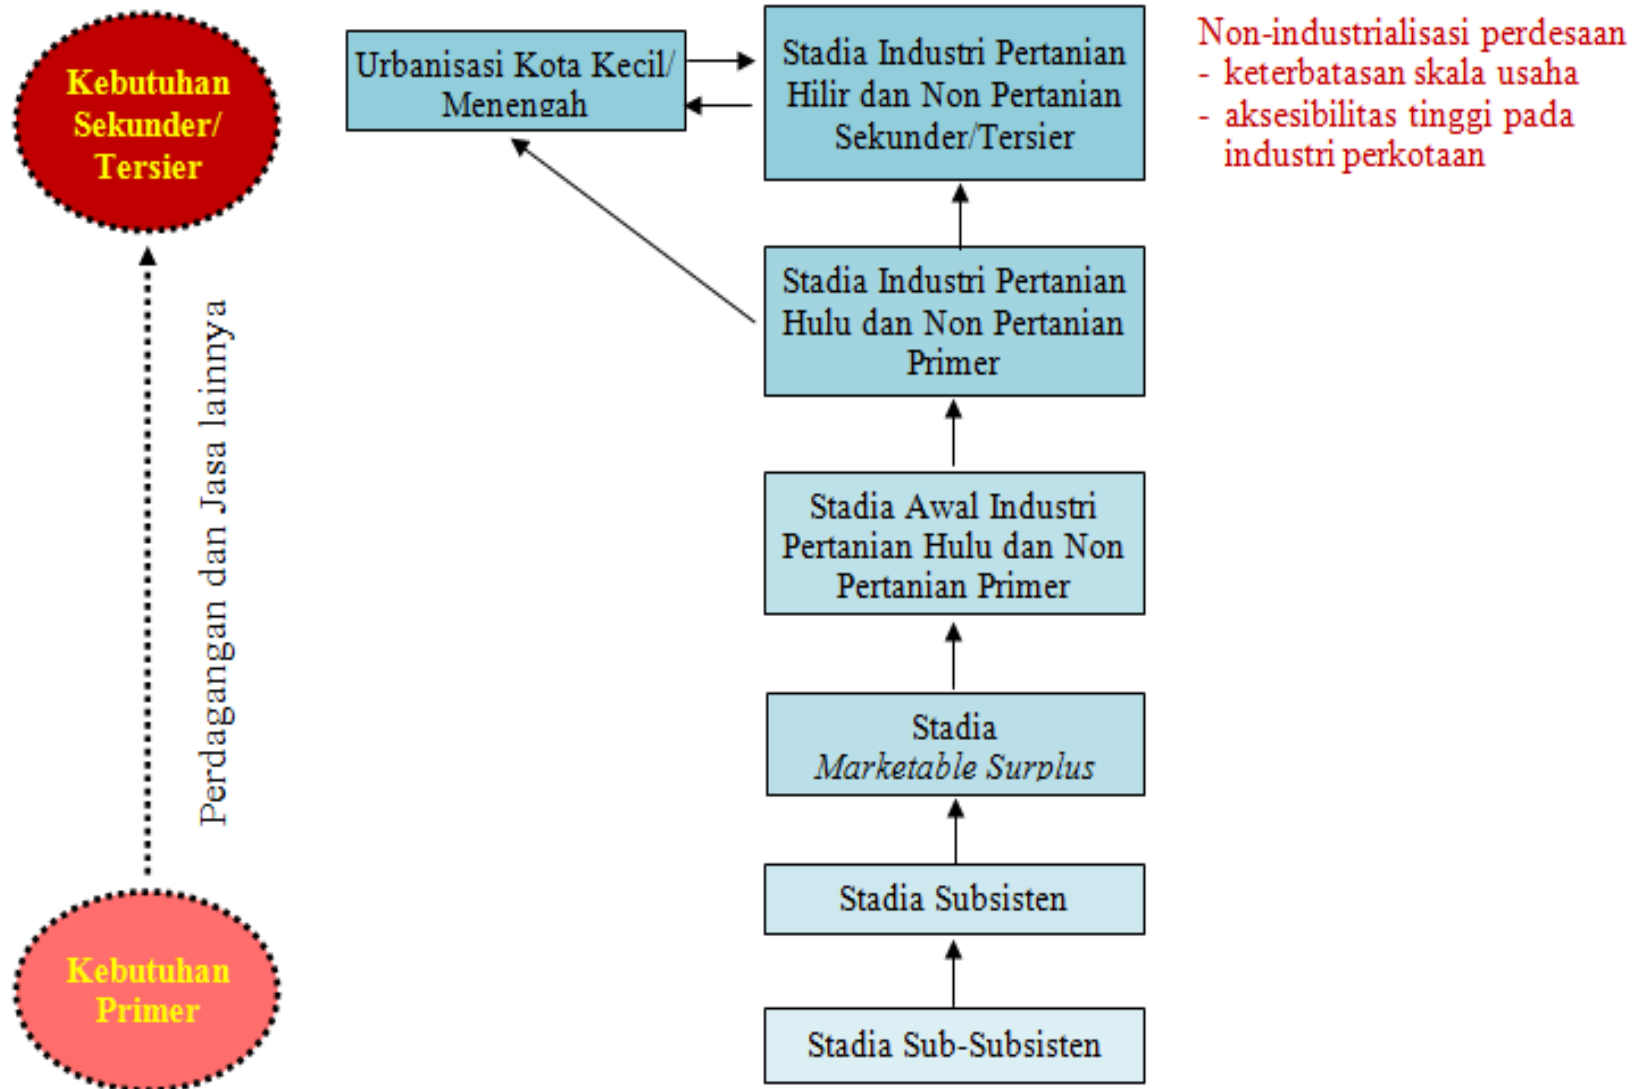 Kebutuhan
Sekunder/
Tersier
Perdagangan dan Jasa lainnya
Kebutuhan
Primer
Urbanisasi Kota Kecil/
Menengah
Stadia Industri Pertanian
Hilir dan Non Pertanian
Sekunder/Tersier
Stadia Industri Pertanian
Hulu dan Non Pertanian
Primer
Stadia Awal Industri
Pertanian Hulu dan Non
Pertanian Primer
Stadia
Marketable Surplus
Stadia Subsisten
Stadia Sub-Subsisten
Non-industrialisasi perdesaan
- keterbatasan skala usaha
- aksesibilitas tinggi pada
industri perkotaan